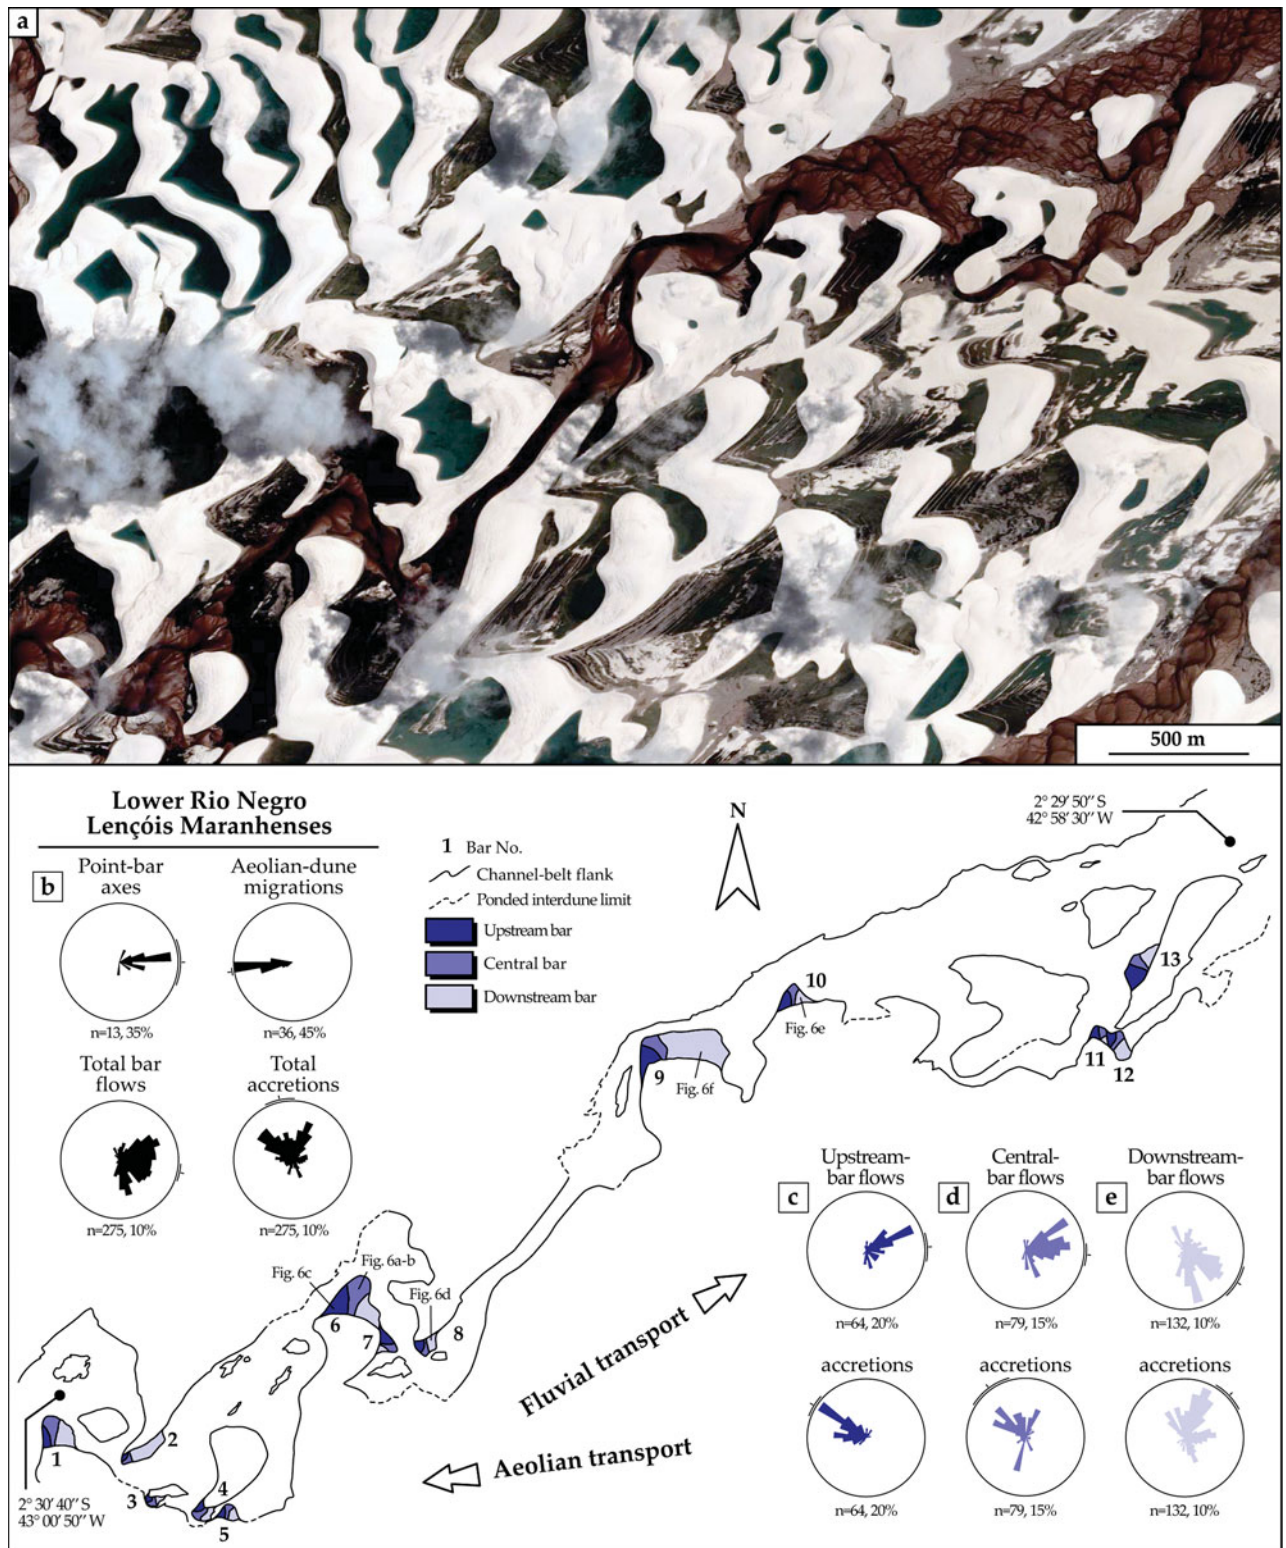 a
500 m
Lower Rio Negro
Lençóis Maranhenses
b
Point-bar
axes
n=13, 35%
Aeolian-dune
migrations
n=36, 45%
Total bar
flows
n=275, 10%
Total
accretions
n=275, 10%
1 Bar No.
Channel-belt flank
Ponded interdune limit
Upstream bar
Central bar
Downstream bar
N
2° 29′ 50″ S
42° 58′ 30″ W
13
10
Fig. 6e
11
12
9
Fig. 6f
c
Upstream-
bar flows
n=64, 20%
accretions
n=64, 20%
d
Central-
bar flows
n=79, 15%
accretions
n=79, 15%
e
Downstream-
bar flows
n=132, 10%
accretions
n=132, 10%
Fig. 6c
Fig. 6a-b
Fig. 6d
6
7
8
Fluvial transport
Aeolian transport
1
2
3
4
5
2° 30′ 40″ S
43° 00′ 50″ W